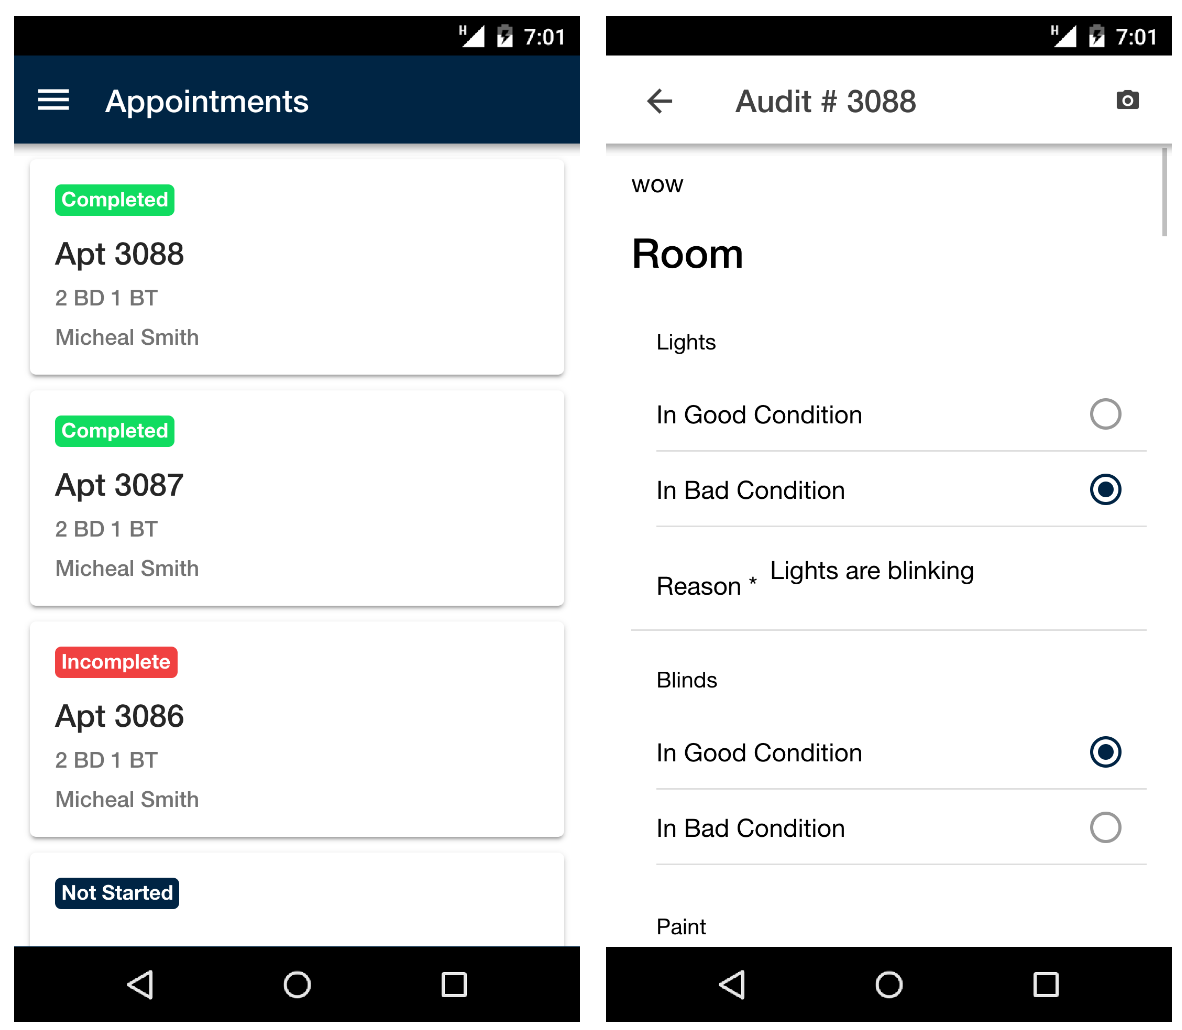 H 7:01
Appointments
Completed
Apt 3088
2 BD 1 BT
Micheal Smith
Completed
Apt 3087
2 BD 1 BT
Micheal Smith
Incomplete
Apt 3086
2 BD 1 BT
Micheal Smith
Not Started
H 7:01
Audit # 3088
wow
Room
Lights
In Good Condition
In Bad Condition
Reason * Lights are blinking
Blinds
In Good Condition
In Bad Condition
Paint